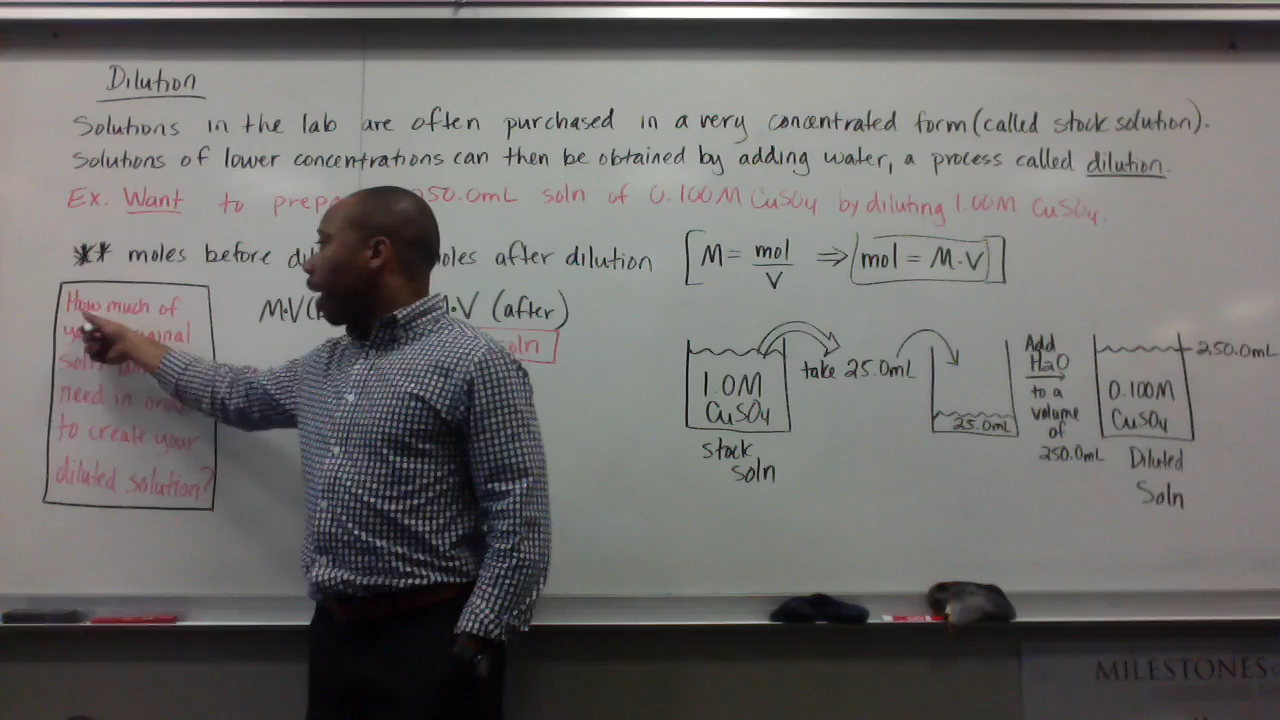 Dilution
Solutions in the lab are often purchased in a very concentrated form (called stock solution).
Solutions of lower concentrations can then be obtained by adding water, a process called dilution.
Ex. Want to prepa 250.0mL soln of 0.100M CuSO4 by diluting 1.00M CuSO4.
** moles before di oles after dilution [M = mol/V ⇒ mol = M·V]
M·V( M·V (after)
oln
How much of
original
need in
to create your
diluted solution?
1.0M
CuSO4
stock
soln
take 25.0mL
25.0mL
Add
H2O
to a
volume
of
250.0mL
250.0mL
0.100M
CuSO4
Diluted
Soln
MILESTONES